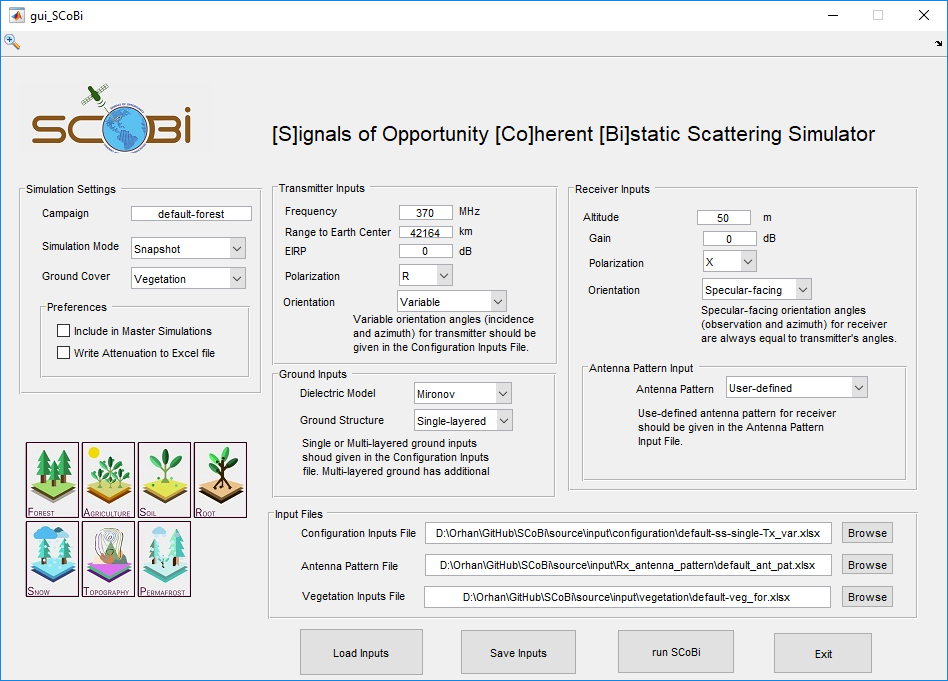 gui_SCoBi
SCOBi
[S]ignals of Opportunity [Co]herent [Bi]static Scattering Simulator
Simulation Settings
Campaign default-forest
Simulation Mode Snapshot
Ground Cover Vegetation
Preferences
Include in Master Simulations
Write Attenuation to Excel file
Transmitter Inputs
Frequency 370 MHz
Range to Earth Center 42164 km
EIRP 0 dB
Polarization R
Orientation Variable
Variable orientation angles (incidence
and azimuth) for transmitter should be
given in the Configuration Inputs File.
Ground Inputs
Dielectric Model Mironov
Ground Structure Single-layered
Single or Multi-layered ground inputs
shoud given in the Configuration Inputs
file. Multi-layered ground has additional
Receiver Inputs
Altitude 50 m
Gain 0 dB
Polarization X
Orientation Specular-facing
Specular-facing orientation angles
(observation and azimuth) for receiver
are always equal to transmitter's angles.
Antenna Pattern Input
Antenna Pattern User-defined
Use-defined antenna pattern for receiver
should be given in the Antenna Pattern
Input File.
FOREST AGRICULTURE SOIL ROOT
SNOW TOPOGRAPHY PERMAFROST
Input Files
Configuration Inputs File D:\Orhan\GitHub\SCoBi\source\input\configuration\default-ss-single-Tx_var.xlsx Browse
Antenna Pattern File D:\Orhan\GitHub\SCoBi\source\input\Rx_antenna_pattern\default_ant_pat.xlsx Browse
Vegetation Inputs File D:\Orhan\GitHub\SCoBi\source\input\vegetation\default-veg_for.xlsx Browse
Load Inputs Save Inputs run SCoBi Exit